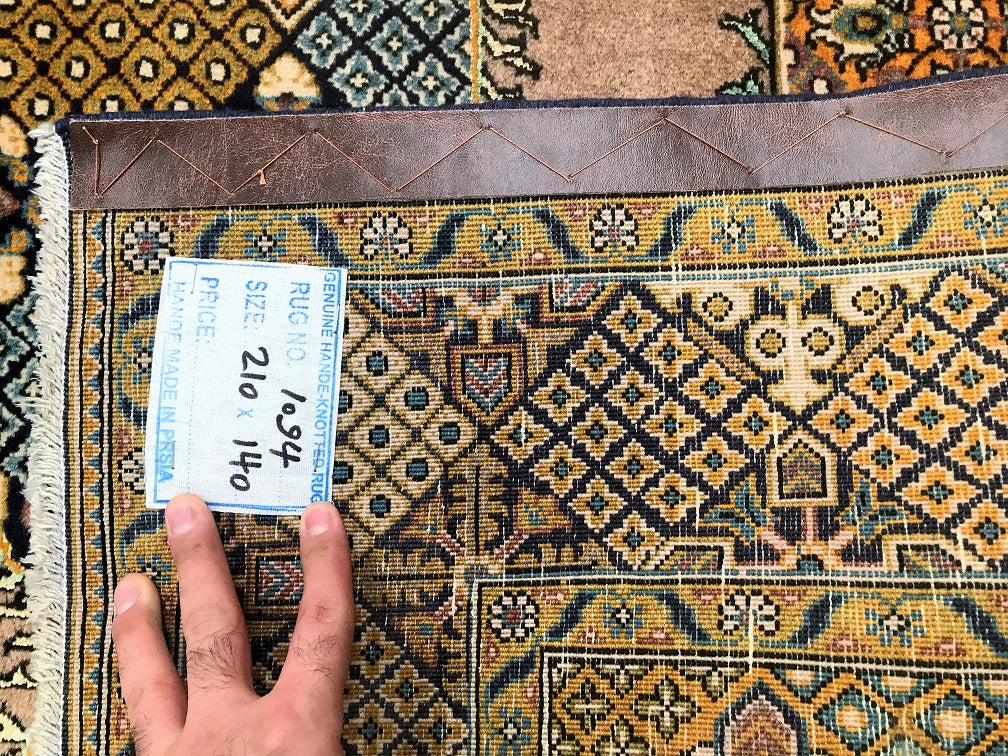 GENUINE HANDE-KNOTTED RUG
RUG NO. 1094
SIZE: 210 x 140
PRICE:
HANDE MADE IN PERSIA